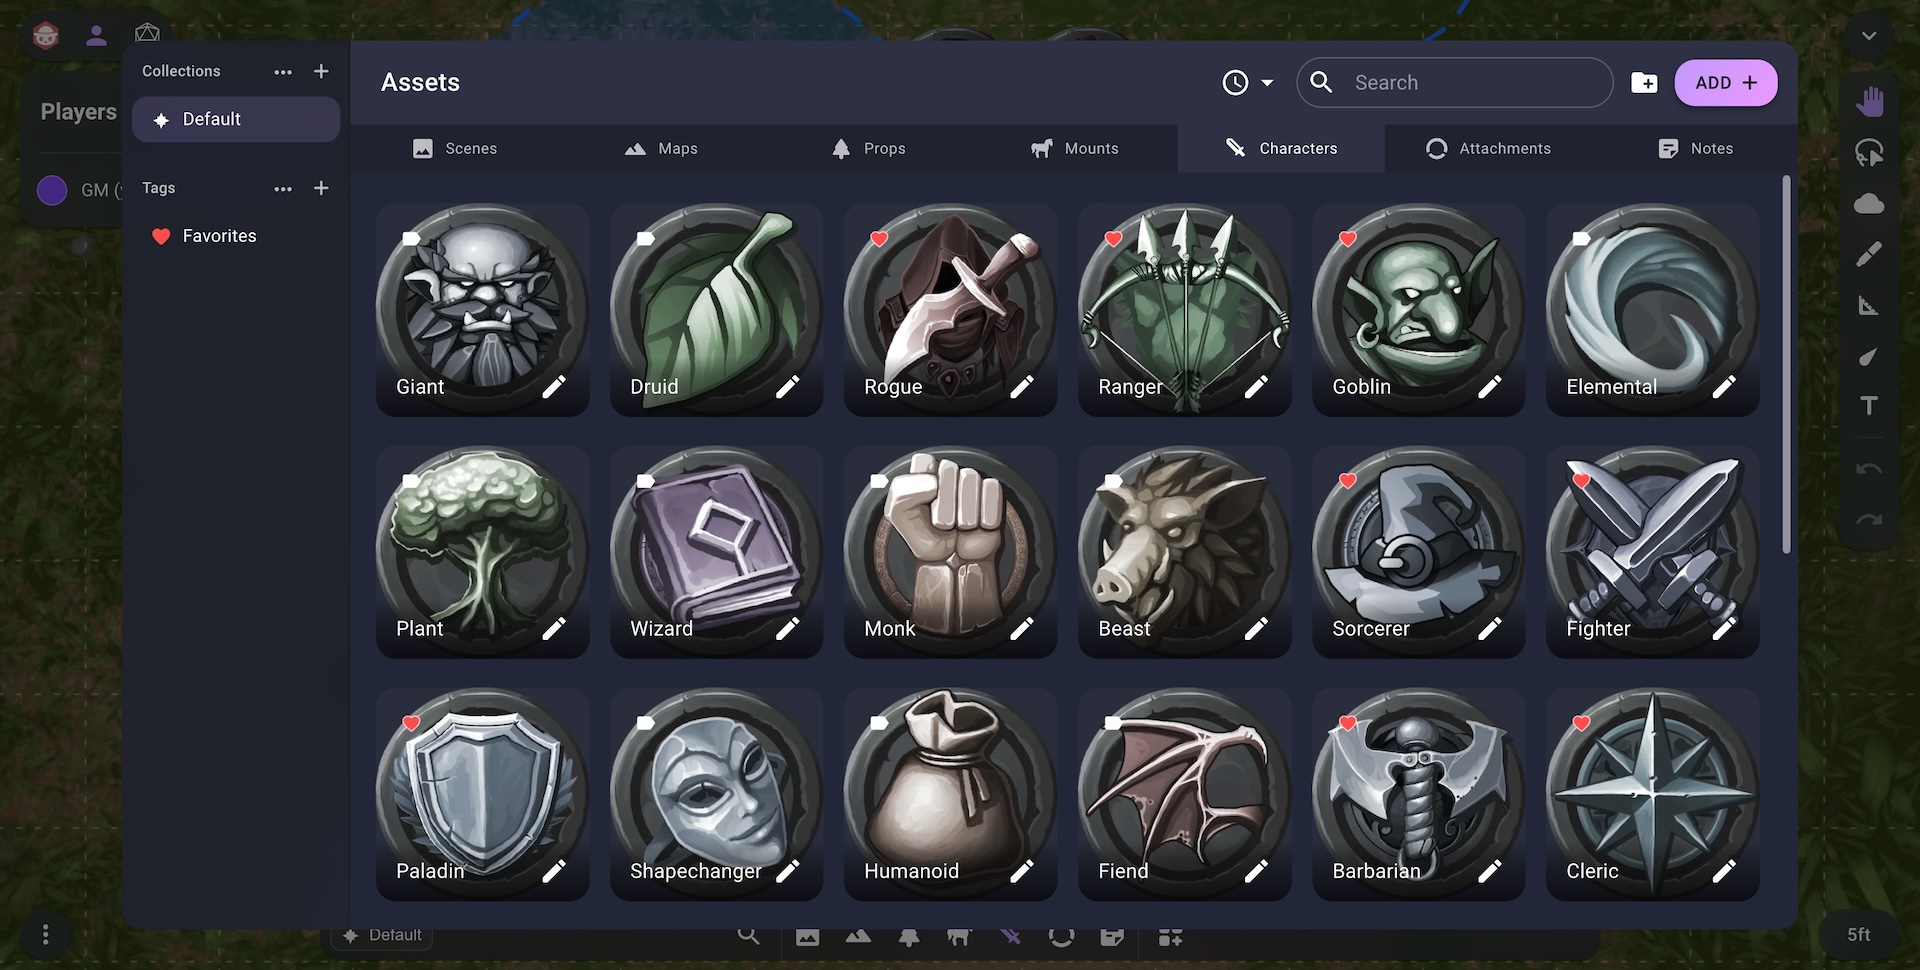 Collections
Default
Tags
Favorites
Players
GM (
Assets
Search
ADD
Scenes
Maps
Props
Mounts
Characters
Attachments
Notes
Giant
Druid
Rogue
Ranger
Goblin
Elemental
Plant
Wizard
Monk
Beast
Sorcerer
Fighter
Paladin
Shapechanger
Humanoid
Fiend
Barbarian
Cleric
Default
5ft